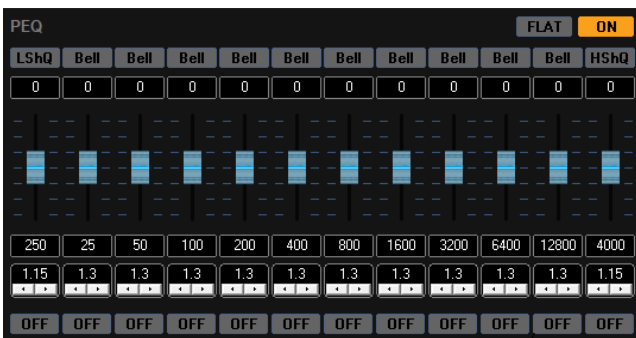 PEQ FLAT ON
LShQ Bell Bell Bell Bell Bell Bell Bell Bell Bell Bell HShQ
0 0 0 0 0 0 0 0 0 0 0 0
250 25 50 100 200 400 800 1600 3200 6400 12800 4000
1.15 1.3 1.3 1.3 1.3 1.3 1.3 1.3 1.3 1.3 1.3 1.15
OFF OFF OFF OFF OFF OFF OFF OFF OFF OFF OFF OFF